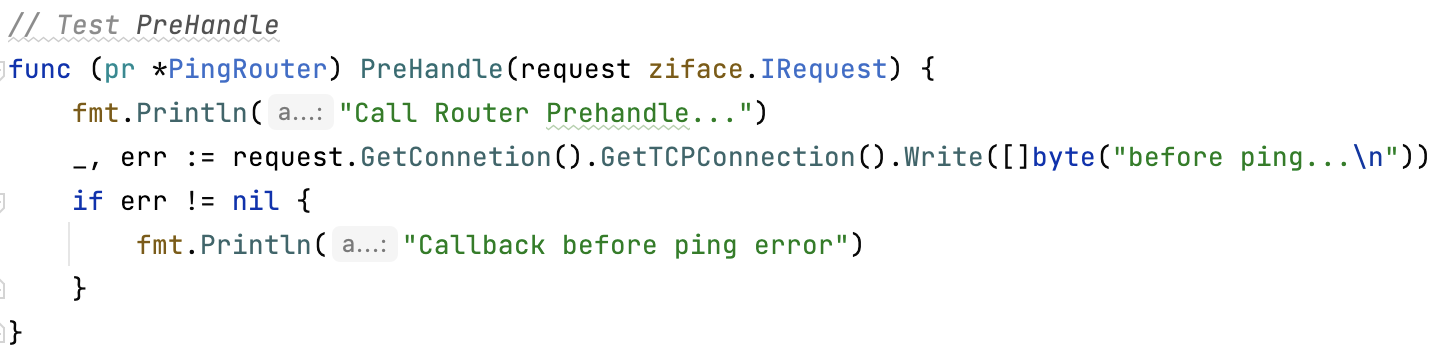 // Test PreHandle
func (pr *PingRouter) PreHandle(request ziface.IRequest) {
    fmt.Println( a...: "Call Router Prehandle...")
    _, err := request.GetConnetion().GetTCPConnection().Write([]byte("before ping...\n"))
    if err != nil {
        fmt.Println( a...: "Callback before ping error")
    }
}